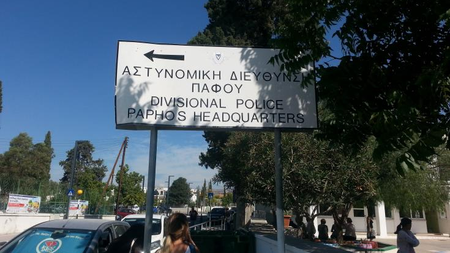 ΑΣΤΥΝΟΜΙΚΗ ΔΙΕΥΘΥΝΣΗ
ΠΑΦΟΥ
DIVISIONAL POLICE
PAPHOS HEADQUARTERS